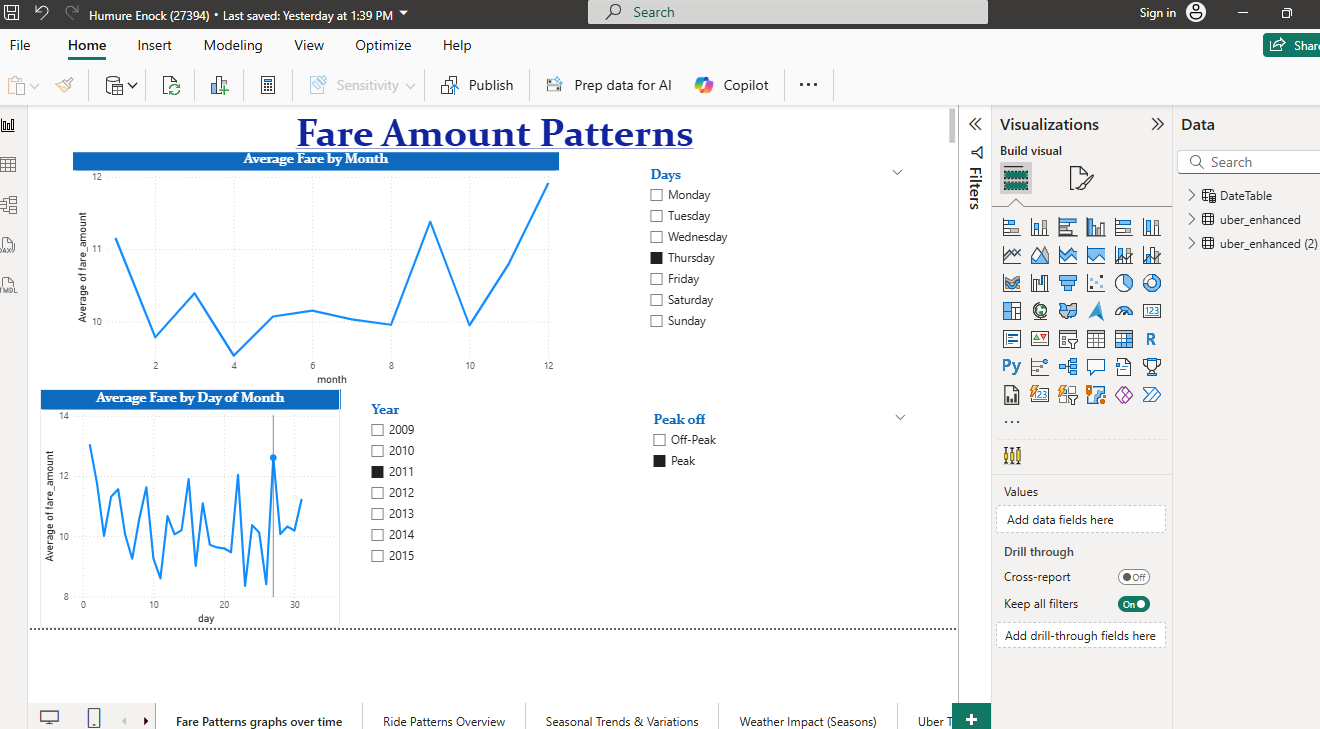 Humure Enock (27394) • Last saved: Yesterday at 1:39 PM
Search
Sign in
File Home Insert Modeling View Optimize Help
Share
Sensitivity
Publish
Prep data for AI
Copilot
Fare Amount Patterns
Average Fare by Month
12
11
10
Average of fare_amount
2 4 6 8 10 12
month
Days
Monday
Tuesday
Wednesday
Thursday
Friday
Saturday
Sunday
Average Fare by Day of Month
14
12
10
8
Average of fare_amount
0 10 20 30
day
Year
2009
2010
2011
2012
2013
2014
2015
Peak off
Off-Peak
Peak
Filters
Visualizations
Build visual
123
R
Py
123
Values
Add data fields here
Drill through
Cross-report
Off
Keep all filters
On
Add drill-through fields here
Data
Search
DateTable
uber_enhanced
uber_enhanced (2)
DAX
TMDL
Fare Patterns graphs over time
Ride Patterns Overview
Seasonal Trends & Variations
Weather Impact (Seasons)
Uber T